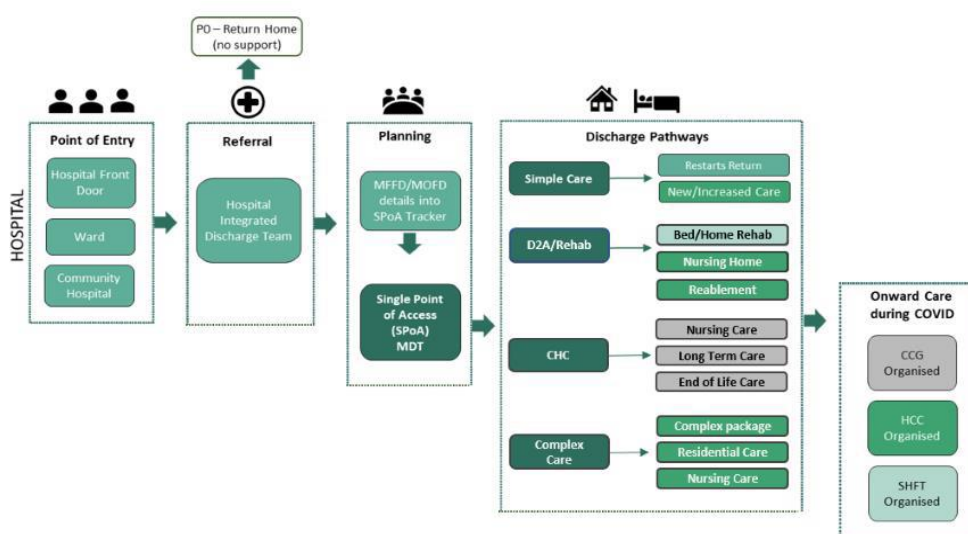 P0 – Return Home
(no support)
HOSPITAL
Point of Entry
Hospital Front
Door
Ward
Community
Hospital
Referral
Hospital
Integrated
Discharge Team
Planning
MFFD/MOFD
details into
SPoA Tracker
Single Point
of Access
(SPoA)
MDT
Discharge Pathways
Simple Care
Restarts Return
New/Increased Care
D2A/Rehab
Bed/Home Rehab
Nursing Home
Reablement
CHC
Nursing Care
Long Term Care
End of Life Care
Complex
Care
Complex package
Residential Care
Nursing Care
Onward Care
during COVID
CCG
Organised
HCC
Organised
SHFT
Organised